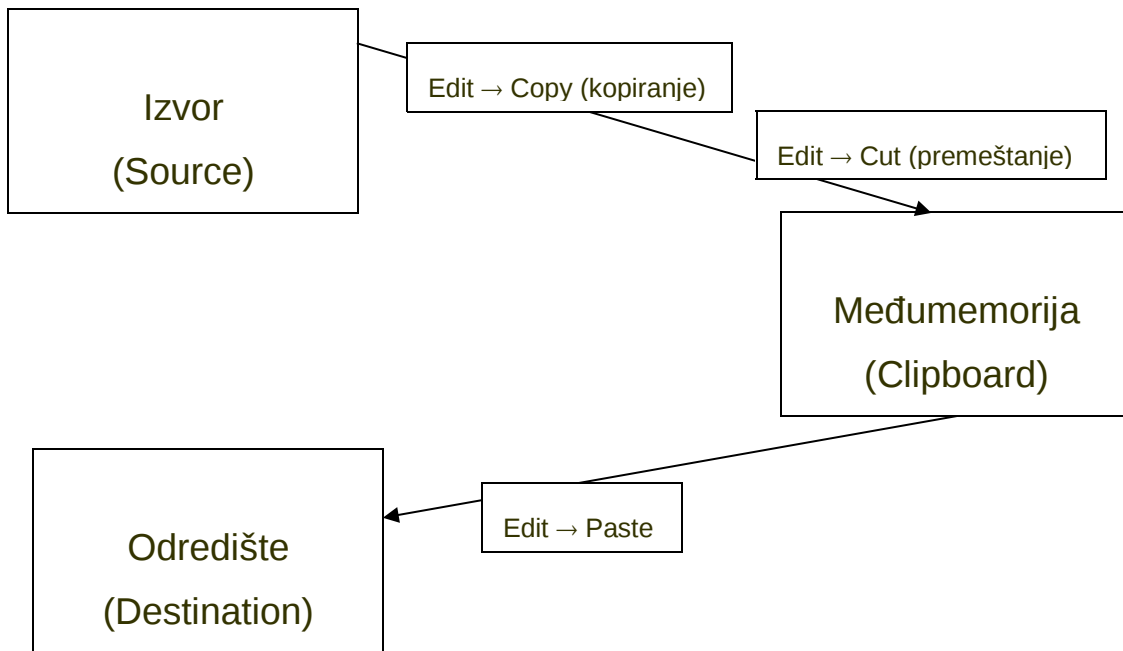 Izvor
(Source)
Edit → Copy (kopiranje)
Edit → Cut (premeštanje)
Međumemorija
(Clipboard)
Edit → Paste
Odredište
(Destination)